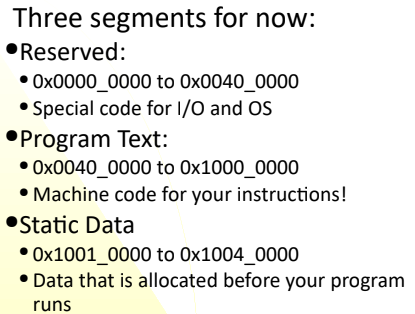 Three segments for now:
•Reserved:
•0x0000_0000 to 0x0040_0000
•Special code for I/O and OS
•Program Text:
•0x0040_0000 to 0x1000_0000
•Machine code for your instructions!
•Static Data
•0x1001_0000 to 0x1004_0000
•Data that is allocated before your program
runs